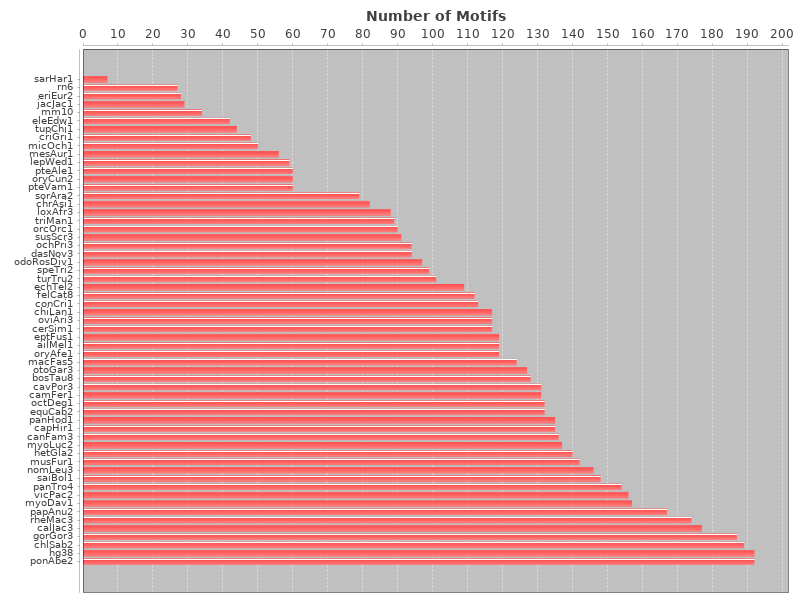 Number of Motifs
0 10 20 30 40 50 60 70 80 90 100 110 120 130 140 150 160 170 180 190 200
sarHar1
rn6
eriEur2
jacJac1
mm10
eleEdw1
tupChi1
criGri1
micOch1
mesAur1
lepWed1
pteAle1
oryCun2
pteVam1
sorAra2
chrAsi1
loxAfr3
triMan1
orcOrc1
susScr3
ochPri3
dasNov3
odoRosDiv1
speTri2
turTru2
echTel2
felCat8
conCri1
chiLan1
oviAri3
cerSim1
eptFus1
ailMel1
oryAfe1
macFas5
otoGar3
bosTau8
cavPor3
camFer1
octDeg1
equCab2
panHod1
capHir1
canFam3
myoLuc2
hetGla2
musFur1
nomLeu3
saiBol1
panTro4
vicPac2
myoDav1
papAnu2
rheMac3
calJac3
gorGor3
chlSab2
hg38
ponAbe2